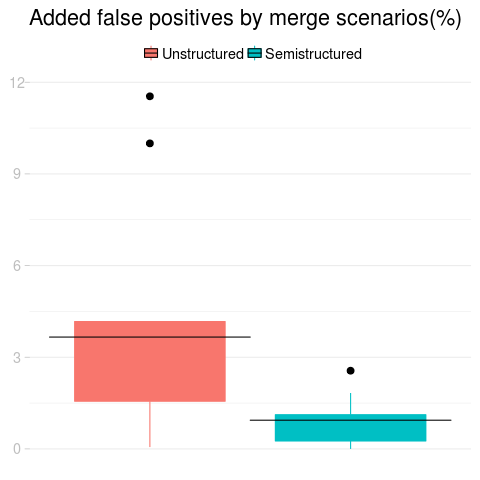 Added false positives by merge scenarios(%)
Unstructured Semistructured
12
9
6
3
0